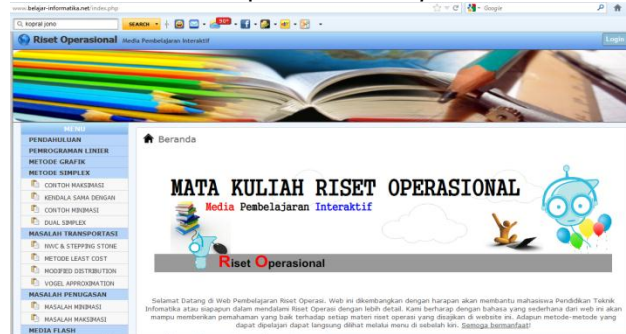 www.belajar-informatika.net/index.php
Google
kopral jono
SEARCH
90°
Riset Operasional Media Pembelajaran Interaktif
Login
MENU
PENDAHULUAN
PEMROGRAMAN LINIER
METODE GRAFIK
METODE SIMPLEX
CONTOH MAKSIMASI
KENDALA SAMA DENGAN
CONTOH MINIMASI
DUAL SIMPLEX
MASALAH TRANSPORTASI
NWC & STEPPING STONE
METODE LEAST COST
MODIFIED DISTRIBUTION
VOGEL APPROXIMATION
MASALAH PENUGASAN
MASALAH MINIMASI
MASALAH MAKSIMASI
MEDIA FLASH
Beranda
MATA KULIAH RISET OPERASIONAL
Media Pembelajaran Interaktif
Riset Operasional
Selamat Datang di Web Pembelajaran Riset Operasi. Web ini dikembangkan dengan harapan akan membantu mahasiswa Pendidikan Teknik
Infomatika atau siapapun dalam mendalami Riset Operasi dengan lebih detail. Kami berharap dengan bahasa yang sederhana dari web ini akan
mampu memberikan pemahaman yang baik terhadap setiap materi riset operasi yang disajikan di website ini. Adapun metode-metode yang
dapat dipelajari dapat langsung dilihat melalui menu di sebelah kiri. Semoga bermanfaat!